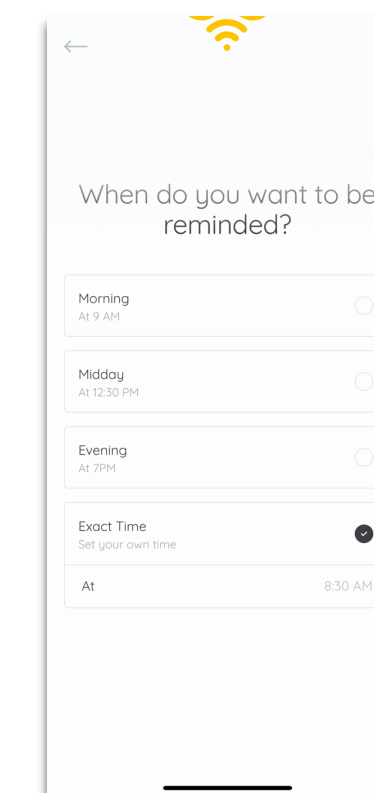 When do you want to be
reminded?
Morning
At 9 AM
Midday
At 12:30 PM
Evening
At 7PM
Exact Time
Set your own time
At 8:30 AM